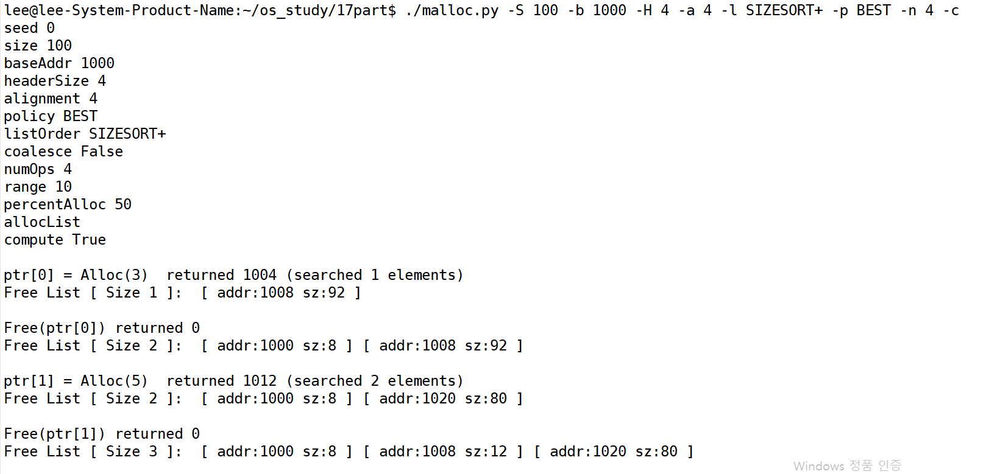 lee@lee-System-Product-Name:~/os_study/17part$ ./malloc.py -S 100 -b 1000 -H 4 -a 4 -l SIZESORT+ -p BEST -n 4 -c
seed 0
size 100
baseAddr 1000
headerSize 4
alignment 4
policy BEST
listOrder SIZESORT+
coalesce False
numOps 4
range 10
percentAlloc 50
allocList
compute True
ptr[0] = Alloc(3)  returned 1004 (searched 1 elements)
Free List [ Size 1 ]:  [ addr:1008 sz:92 ]
Free(ptr[0]) returned 0
Free List [ Size 2 ]:  [ addr:1000 sz:8 ] [ addr:1008 sz:92 ]
ptr[1] = Alloc(5)  returned 1012 (searched 2 elements)
Free List [ Size 2 ]:  [ addr:1000 sz:8 ] [ addr:1020 sz:80 ]
Free(ptr[1]) returned 0
Free List [ Size 3 ]:  [ addr:1000 sz:8 ] [ addr:1008 sz:12 ] [ addr:1020 sz:80 ]
Windows 정품 인증